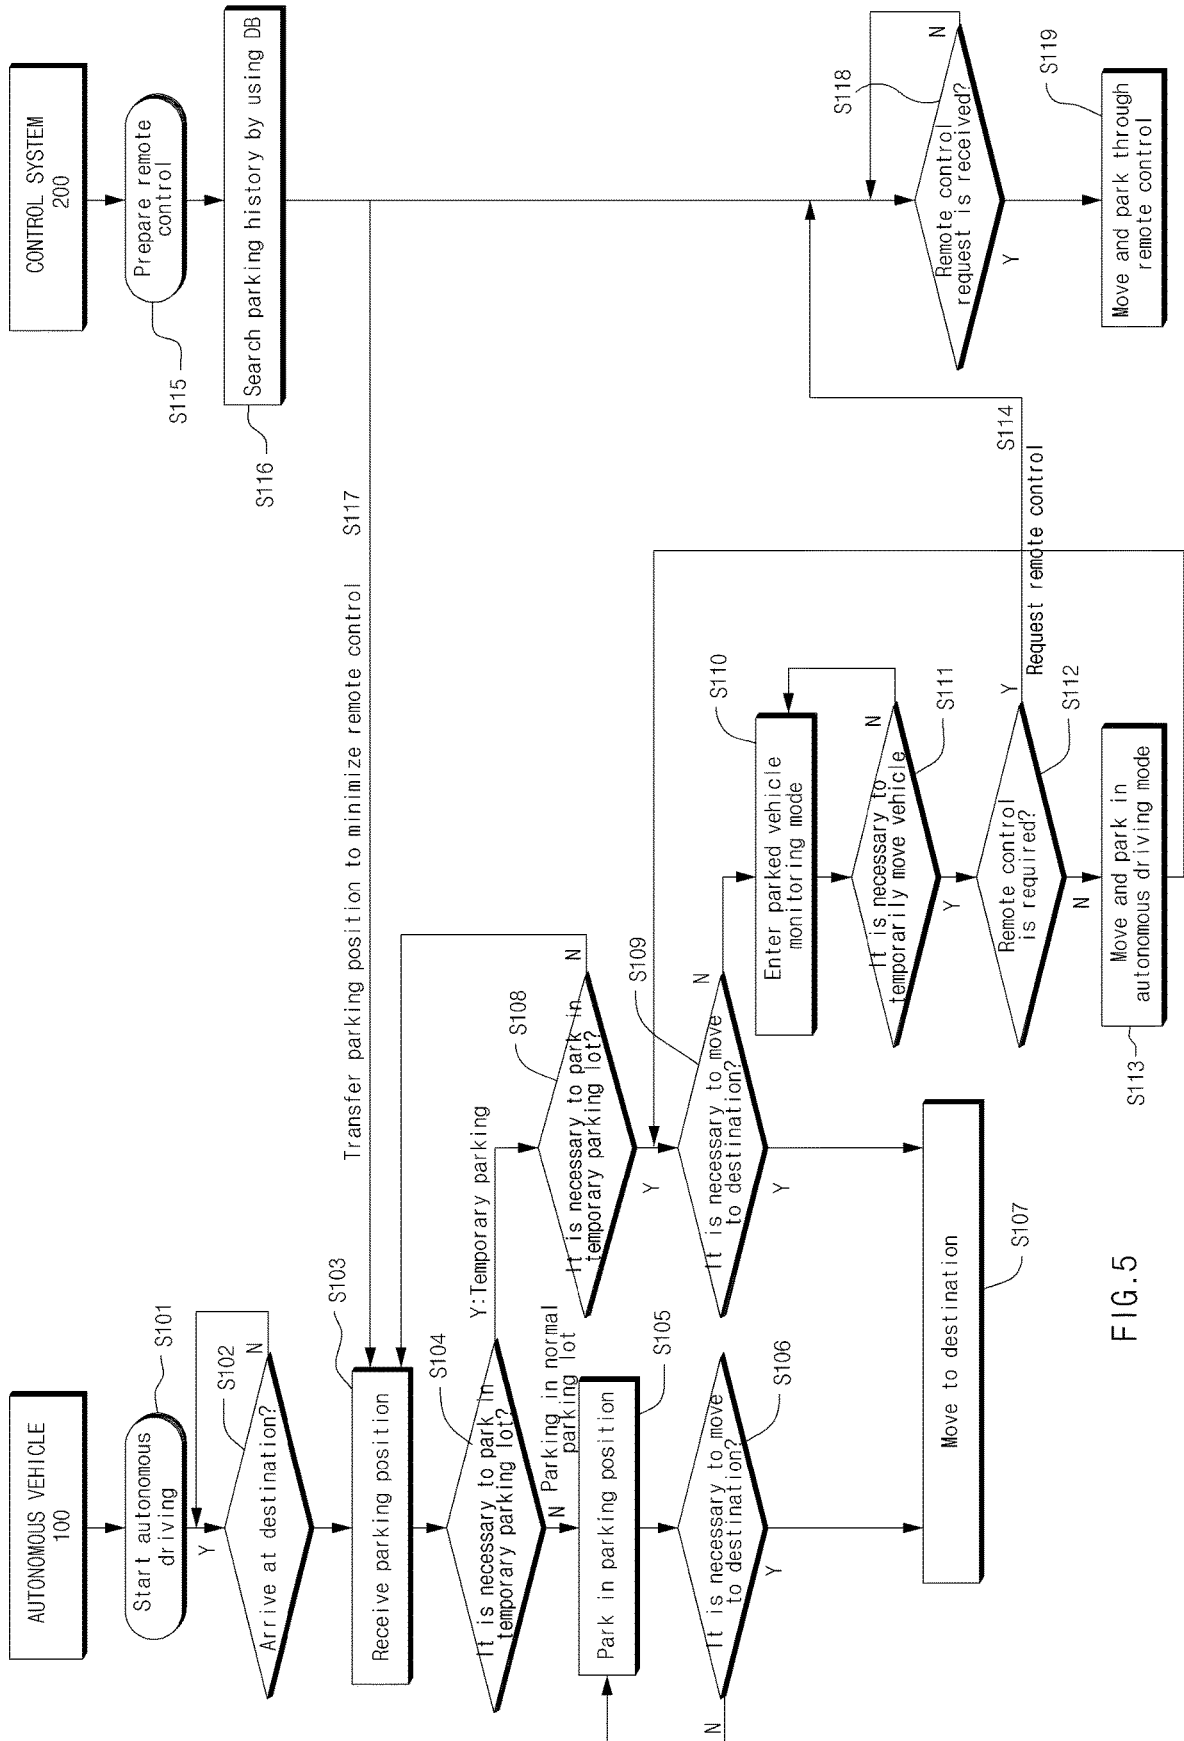 AUTONOMOUS VEHICLE
100
Start autonomous
driving
S101
Y
Arrive at destination?
S102
N
Receive parking position
S103
It is necessary to park in
temporary parking lot?
S104
Y:Temporary parking
N
Parking in normal
parking lot
Park in parking position
S105
It is necessary to move
to destination?
S106
N
Y
Move to destination
S107
It is necessary to park in
temporary parking lot?
S108
N
Y
It is necessary to move
to destination?
S109
N
Y
Enter parked vehicle
monitoring mode
S110
It is necessary to
temporarily move vehicle
S111
N
Y
Remote control
is required?
S112
Y
N
Move and park in
autonomous driving mode
S113
Request remote control
S114
CONTROL SYSTEM
200
Prepare remote
control
S115
Search parking history by using DB
S116
Transfer parking position to minimize remote control
S117
Remote control
request is received?
S118
N
Y
Move and park through
remote control
S119
FIG.5